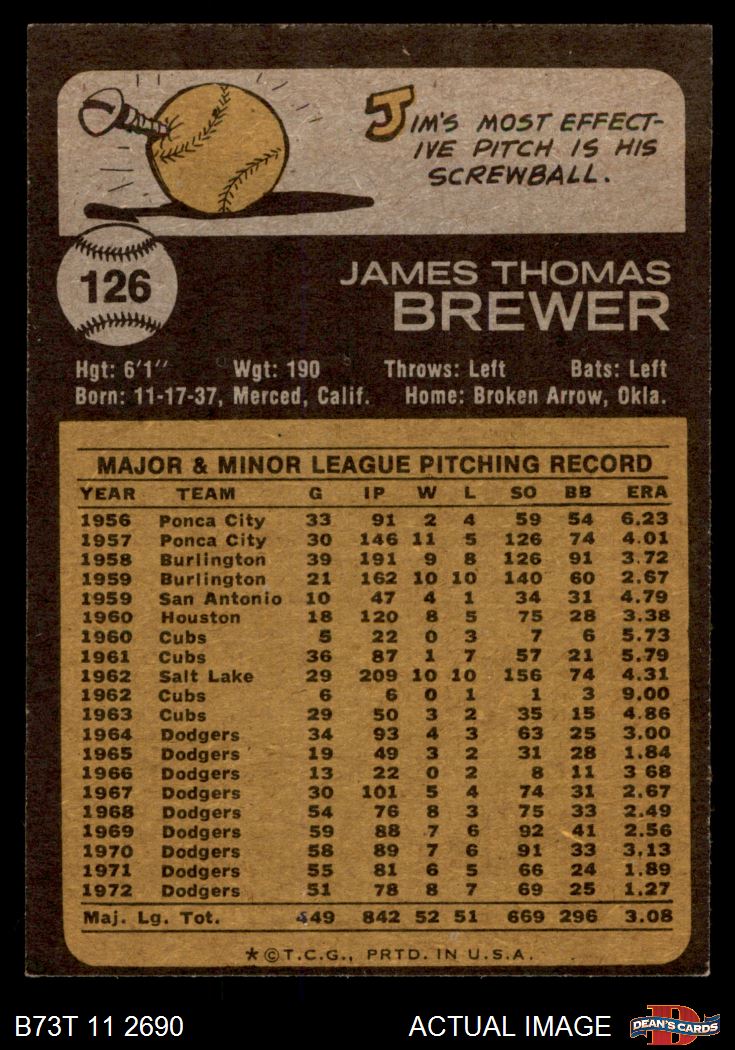 JIM'S MOST EFFECT-
IVE PITCH IS HIS
SCREWBALL.
126
JAMES THOMAS
BREWER
Hgt: 6'1" Wgt: 190 Throws: Left Bats: Left
Born: 11-17-37, Merced, Calif. Home: Broken Arrow, Okla.
MAJOR & MINOR LEAGUE PITCHING RECORD
YEAR TEAM G IP W L SO BB ERA
1956 Ponca City 33 91 2 4 59 54 6.23
1957 Ponca City 30 146 11 5 126 74 4.01
1958 Burlington 39 191 9 8 126 91 3.72
1959 Burlington 21 162 10 10 140 60 2.67
1959 San Antonio 10 47 4 1 34 31 4.79
1960 Houston 18 120 8 5 75 28 3.38
1960 Cubs 5 22 0 3 7 6 5.73
1961 Cubs 36 87 1 7 57 21 5.79
1962 Salt Lake 29 209 10 10 156 74 4.31
1962 Cubs 6 6 0 1 1 3 9.00
1963 Cubs 29 50 3 2 35 15 4.86
1964 Dodgers 34 93 4 3 63 25 3.00
1965 Dodgers 19 49 3 2 31 28 1.84
1966 Dodgers 13 22 0 2 8 11 3 68
1967 Dodgers 30 101 5 4 74 31 2.67
1968 Dodgers 54 76 8 3 75 33 2.49
1969 Dodgers 59 88 7 6 92 41 2.56
1970 Dodgers 58 89 7 6 91 33 3.13
1971 Dodgers 55 81 6 5 66 24 1.89
1972 Dodgers 51 78 8 7 69 25 1.27
Maj. Lg. Tot. 449 842 52 51 669 296 3.08
*©T.C.G., PRTD. IN U.S.A.
B73T 11 2690 ACTUAL IMAGE D DEAN'S CARDS